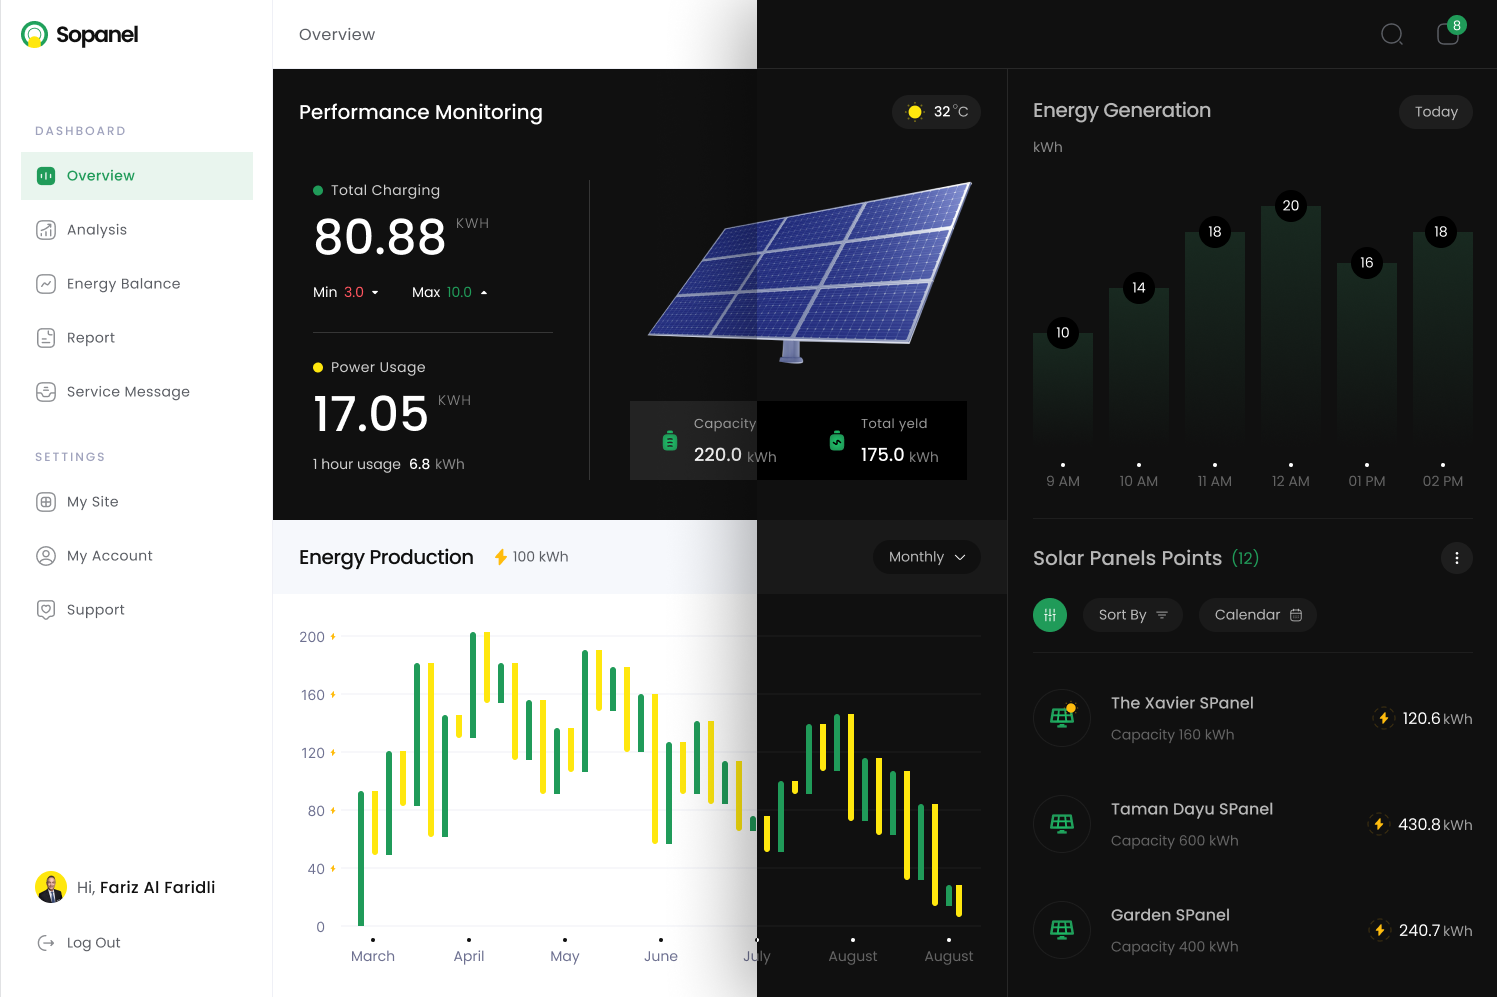 Sopanel
Overview
8
DASHBOARD
Overview
Analysis
Energy Balance
Report
Service Message
SETTINGS
My Site
My Account
Support
Hi, Fariz Al Faridli
Log Out
Performance Monitoring
32 °C
Total Charging
80.88 KWH
Min 3.0 Max 10.0
Power Usage
17.05 KWH
1 hour usage 6.8 kWh
Capacity
220.0 kWh
Total yeld
175.0 kWh
Energy Production 100 kWh
Monthly
200
160
120
80
40
0
March April May June July August August
Energy Generation
Today
kWh
10 14 18 20 16 18
9 AM 10 AM 11 AM 12 AM 01 PM 02 PM
Solar Panels Points (12)
Sort By
Calendar
The Xavier SPanel
Capacity 160 kWh
120.6 kWh
Taman Dayu SPanel
Capacity 600 kWh
430.8 kWh
Garden SPanel
Capacity 400 kWh
240.7 kWh